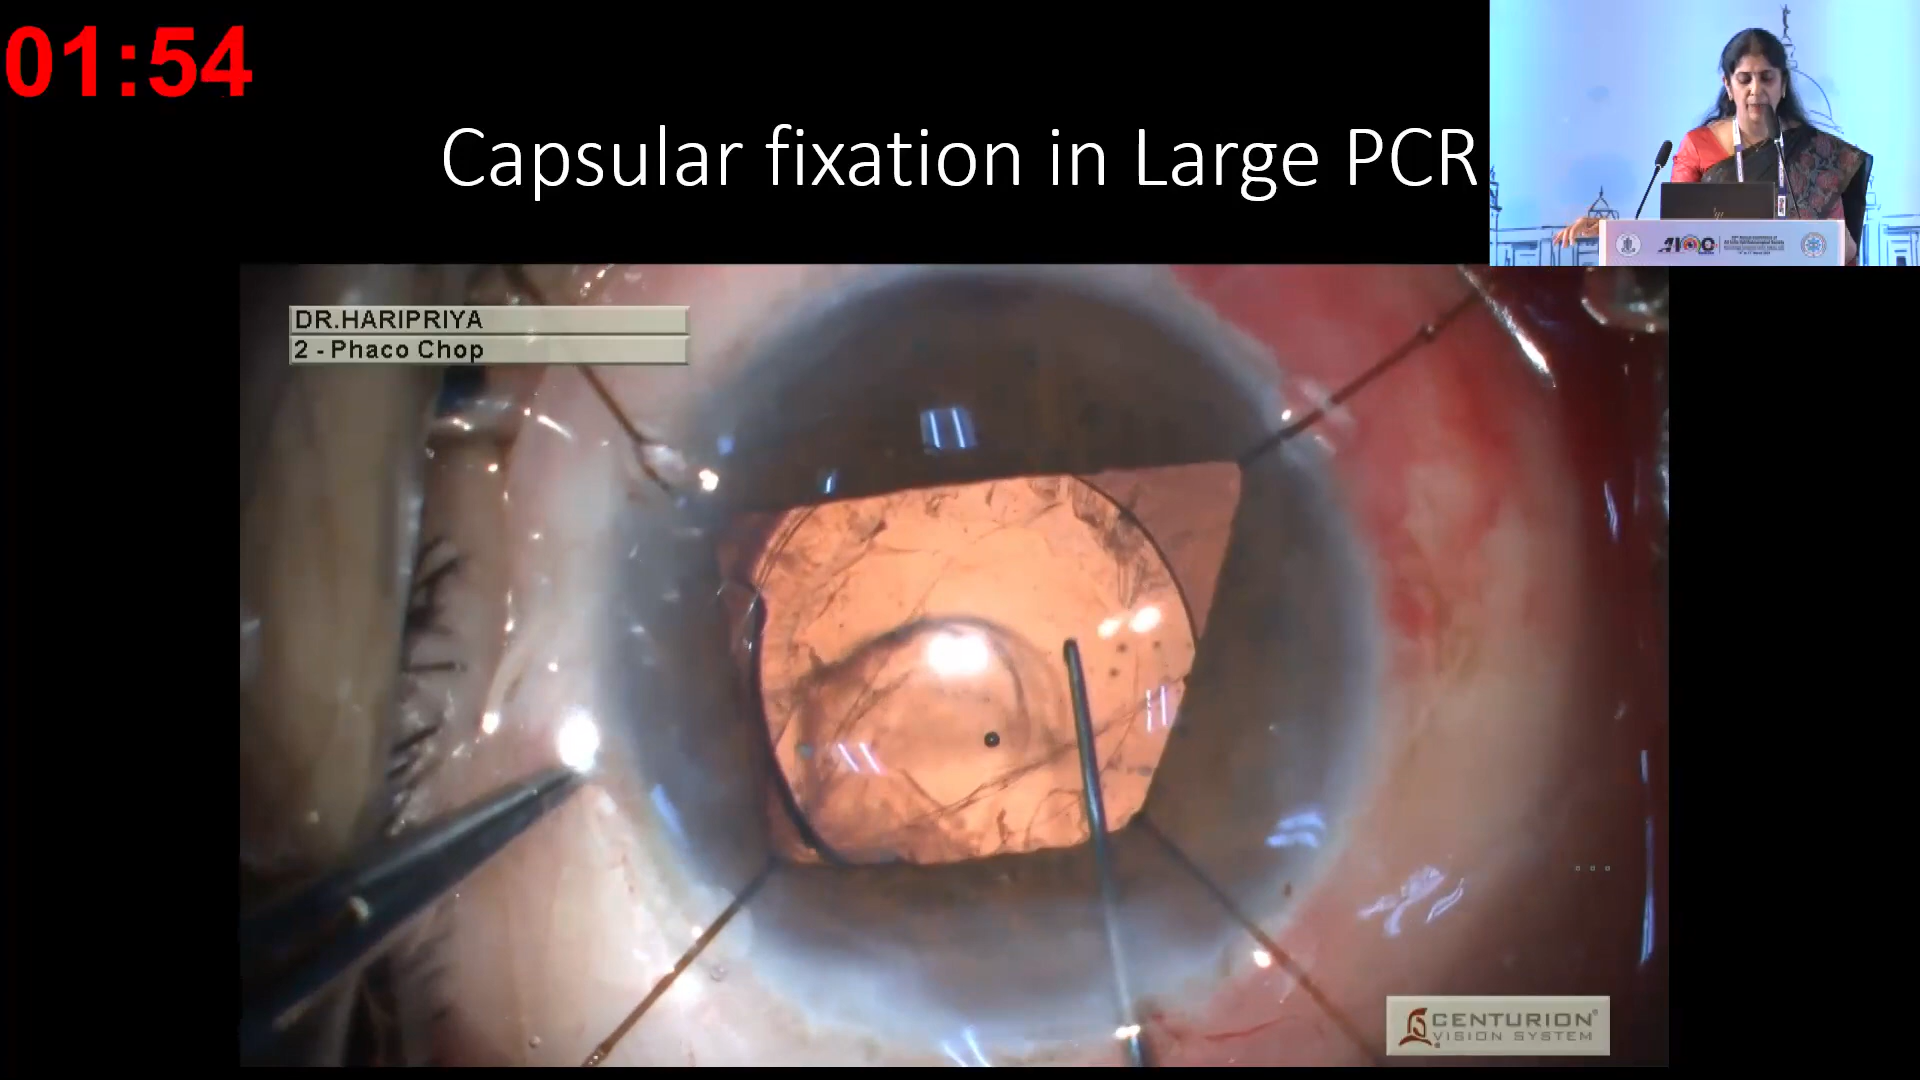 01:54
Capsular fixation in Large PCR
DR.HARIPRIYA
2 - Phaco Chop
CENTURION
VISION SYSTEM